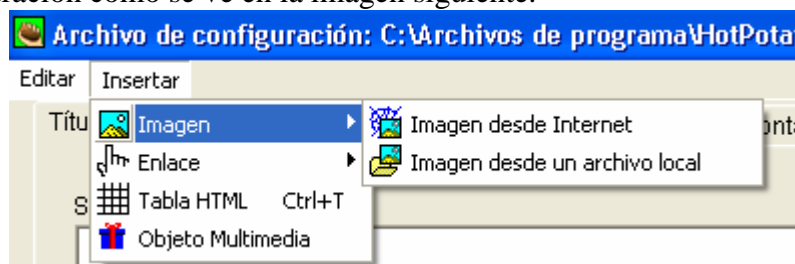 ración como se ve en la imagen siguiente.
Archivo de configuración: C:\Archivos de programa\HotPota
Editar Insertar
Títu Imagen Imagen desde Internet
Enlace Imagen desde un archivo local
Tabla HTML Ctrl+T
Objeto Multimedia